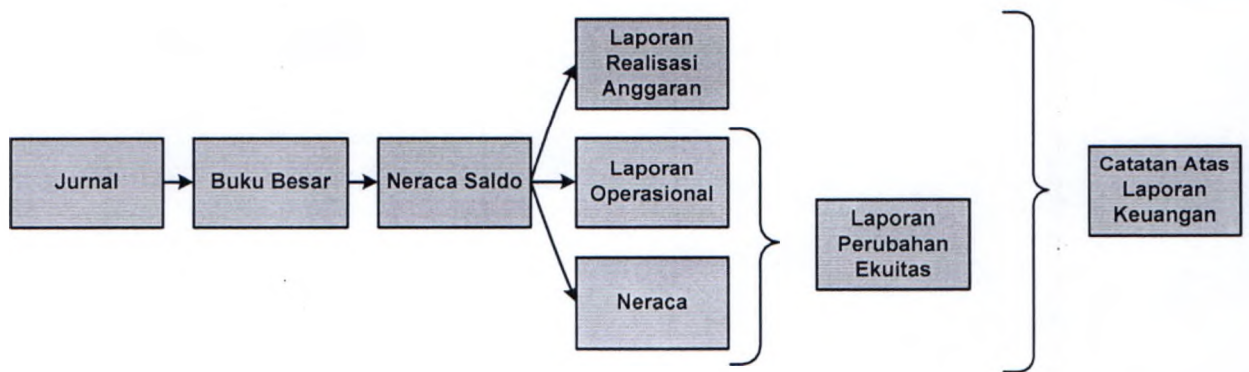 Jurnal
Buku Besar
Neraca Saldo
Laporan
Realisasi
Anggaran
Laporan
Operasional
Neraca
Laporan
Perubahan
Ekuitas
Catatan Atas
Laporan
Keuangan